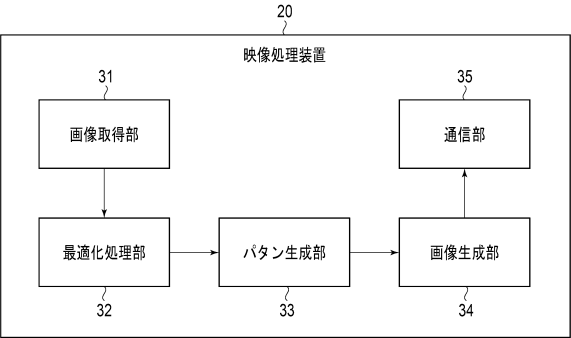 20
映像処理装置
31
35
画像取得部
通信部
最適化処理部
パタン生成部
画像生成部
32
33
34